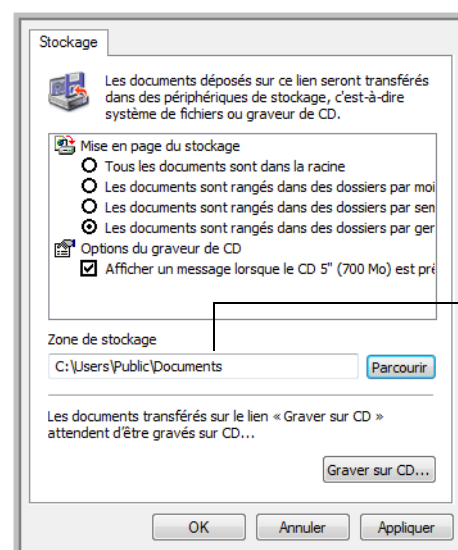 Stockage
Les documents déposés sur ce lien seront transférés
dans des périphériques de stockage, c'est-à-dire
système de fichiers ou graveur de CD.
Mise en page du stockage
Tous les documents sont dans la racine
Les documents sont rangés dans des dossiers par moi
Les documents sont rangés dans des dossiers par sem
Les documents sont rangés dans des dossiers par ger
Options du graveur de CD
Afficher un message lorsque le CD 5" (700 Mo) est prê
Zone de stockage
C:\Users\Public\Documents
Parcourir
Les documents transférés sur le lien « Graver sur CD »
attendent d'être gravés sur CD...
Graver sur CD...
OK
Annuler
Appliquer